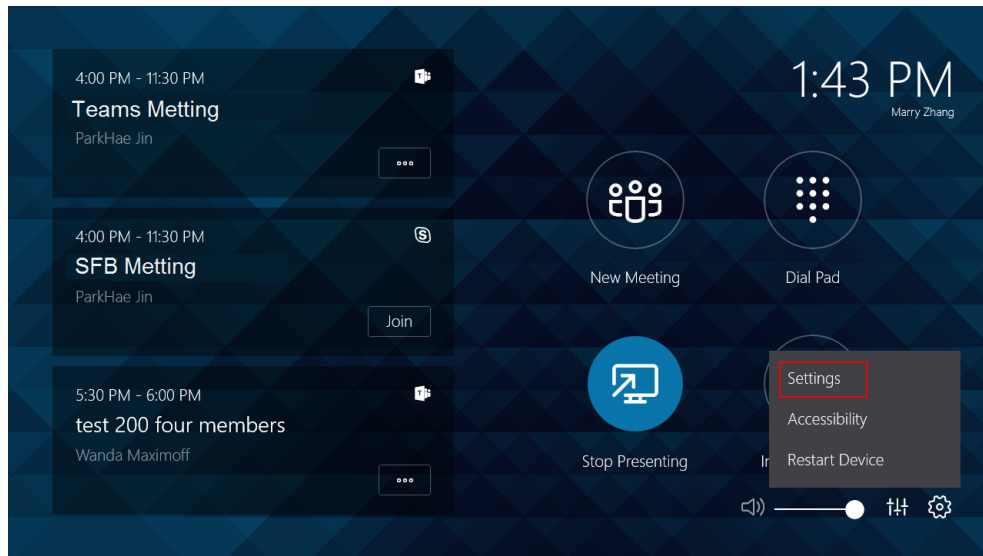 4:00 PM - 11:30 PM
Teams Metting
ParkHae Jin
4:00 PM - 11:30 PM
SFB Metting
ParkHae Jin
Join
5:30 PM - 6:00 PM
test 200 four members
Wanda Maximoff
1:43 PM
Marry Zhang
New Meeting
Dial Pad
Stop Presenting
Settings
Accessibility
Restart Device